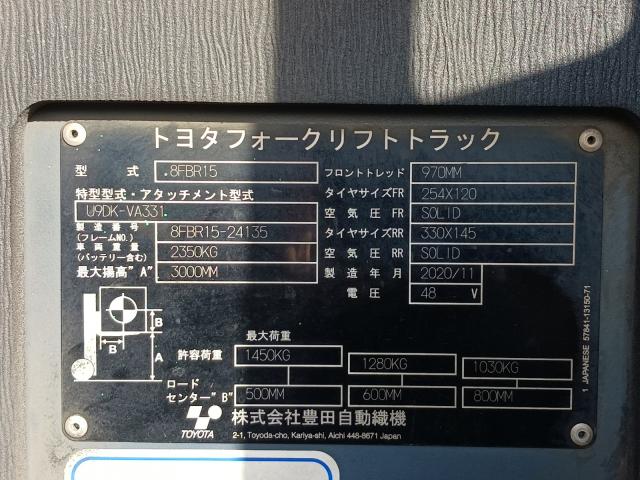 トヨタフォークリフトトラック
型式 8FBR15 フロントトレッド 970MM
特型型式・アタッチメント型式 タイヤサイズFR 254X120
U9DK-VA331 空気圧FR SOLID
製造番号(フレームNO.) 8FBR15-24135 タイヤサイズRR 330X145
車両重量(バッテリー含む) 2350KG 空気圧RR SOLID
最大揚高"A" 3000MM 製造年月 2020/11
電圧 48 V
最大荷重
許容荷重 1450KG 1280KG 1030KG
B
B A
ロードセンター"B" 500MM 600MM 800MM
TOYOTA 株式会社豊田自動織機
2-1, Toyoda-cho, Kariya-shi, Aichi 448-8671 Japan
1 JAPANESE 57841-13150-71